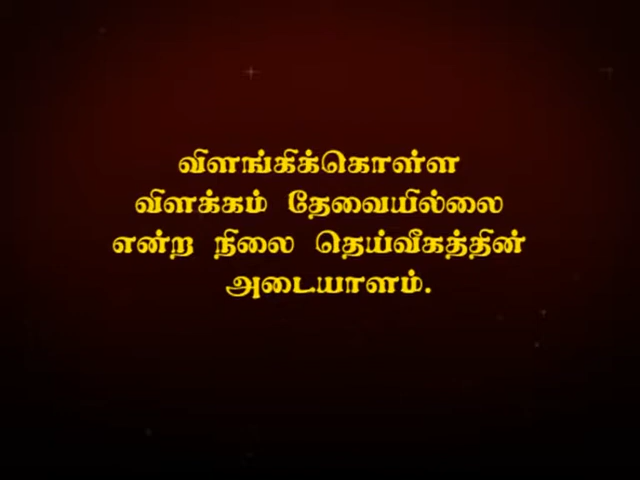 விளங்கிக்கொள்ள
விளக்கம் தேவையில்லை
என்ற நிலை தெய்வீகத்தின்
அடையாளம்.